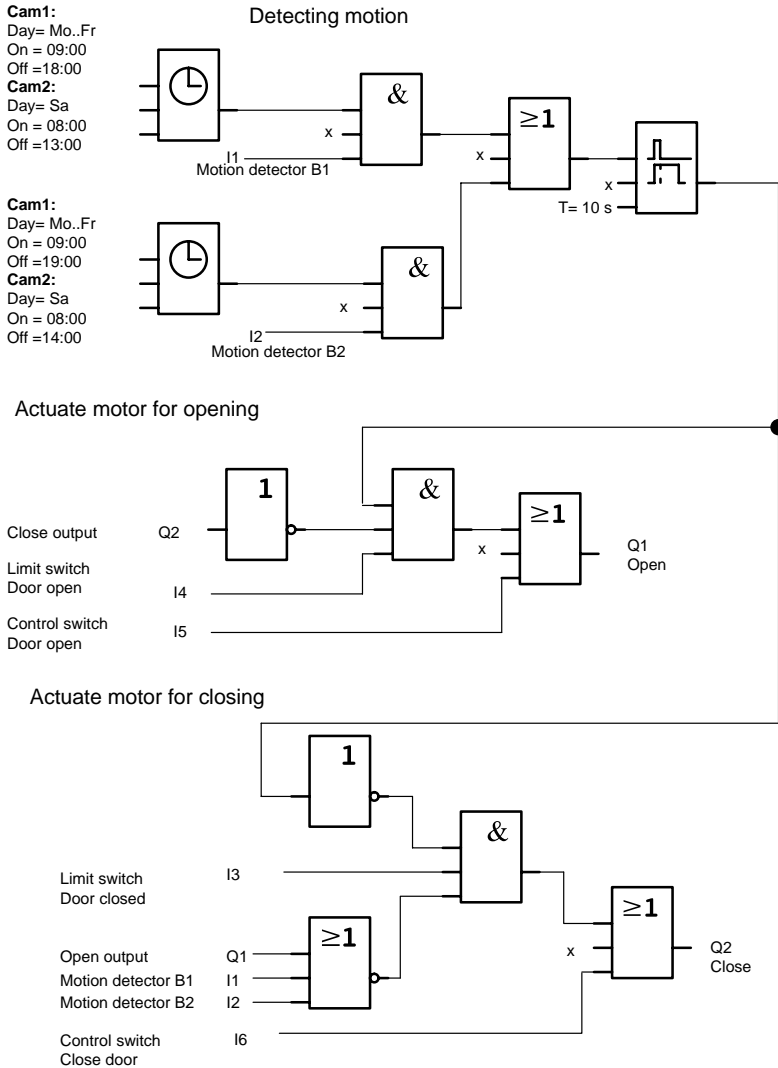 Detecting motion
Cam1:
Day= Mo..Fr
On = 09:00
Off =18:00
Cam2:
Day= Sa
On = 08:00
Off =13:00
&
x
I1
Motion detector B1
≥1
x
x
T= 10 s
Cam1:
Day= Mo..Fr
On = 09:00
Off =19:00
Cam2:
Day= Sa
On = 08:00
Off =14:00
&
x
I2
Motion detector B2
Actuate motor for opening
1
&
≥1
Close output Q2
x
Q1
Open
Limit switch
Door open
I4
Control switch
Door open
I5
Actuate motor for closing
1
&
Limit switch
Door closed
I3
≥1
≥1
Open output Q1
x
Q2
Close
Motion detector B1 I1
Motion detector B2 I2
Control switch
Close door
I6